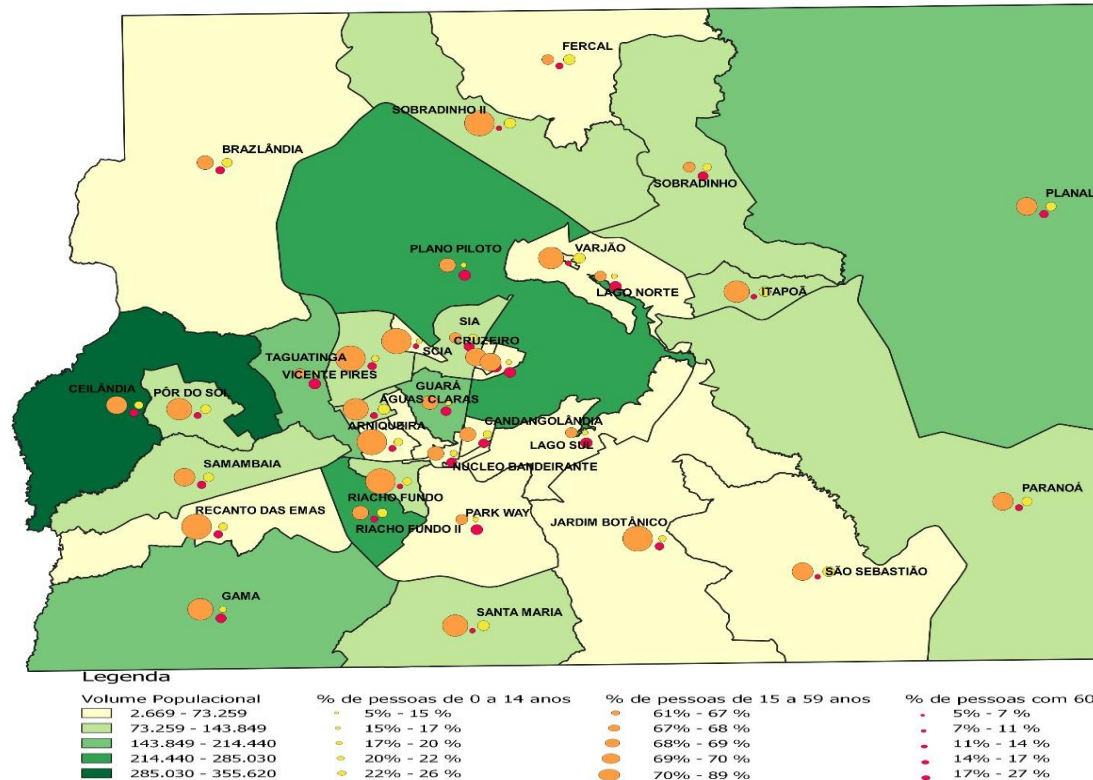 FERCAL
SOBRADINHO II
BRAZLÂNDIA
SOBRADINHO
PLANAL
PLANO PILOTO
VARJÃO
LAGO NORTE
ITAPOÃ
SIA
CRUZEIRO
SCIA
TAGUATINGA
VICENTE PIRES
CEILÂNDIA
PÔR DO SOL
GUARÁ
ÁGUAS CLARAS
ARNIQUEIRA
CANDANGOLÂNDIA
LAGO SUL
NÚCLEO BANDEIRANTE
SAMAMBAIA
RIACHO FUNDO
RECANTO DAS EMAS
RIACHO FUNDO II
PARK WAY
JARDIM BOTÂNICO
PARANOÁ
SÃO SEBASTIÃO
GAMA
SANTA MARIA
Legenda
Volume Populacional
2.669 - 73.259
73.259 - 143.849
143.849 - 214.440
214.440 - 285.030
285.030 - 355.620
% de pessoas de 0 a 14 anos
5% - 15 %
15% - 17 %
17% - 20 %
20% - 22 %
22% - 26 %
% de pessoas de 15 a 59 anos
61% - 67 %
67% - 68 %
68% - 69 %
69% - 70 %
70% - 89 %
% de pessoas com 60
5% - 7 %
7% - 11 %
11% - 14 %
14% - 17 %
17% - 27 %